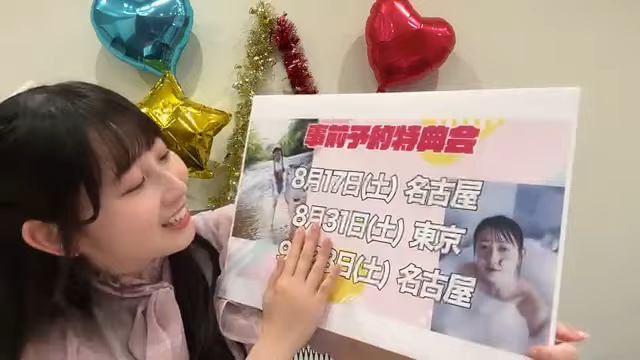 事前予約特典会
8月17日(土) 名古屋
8月31日(土) 東京
日(土) 名古屋